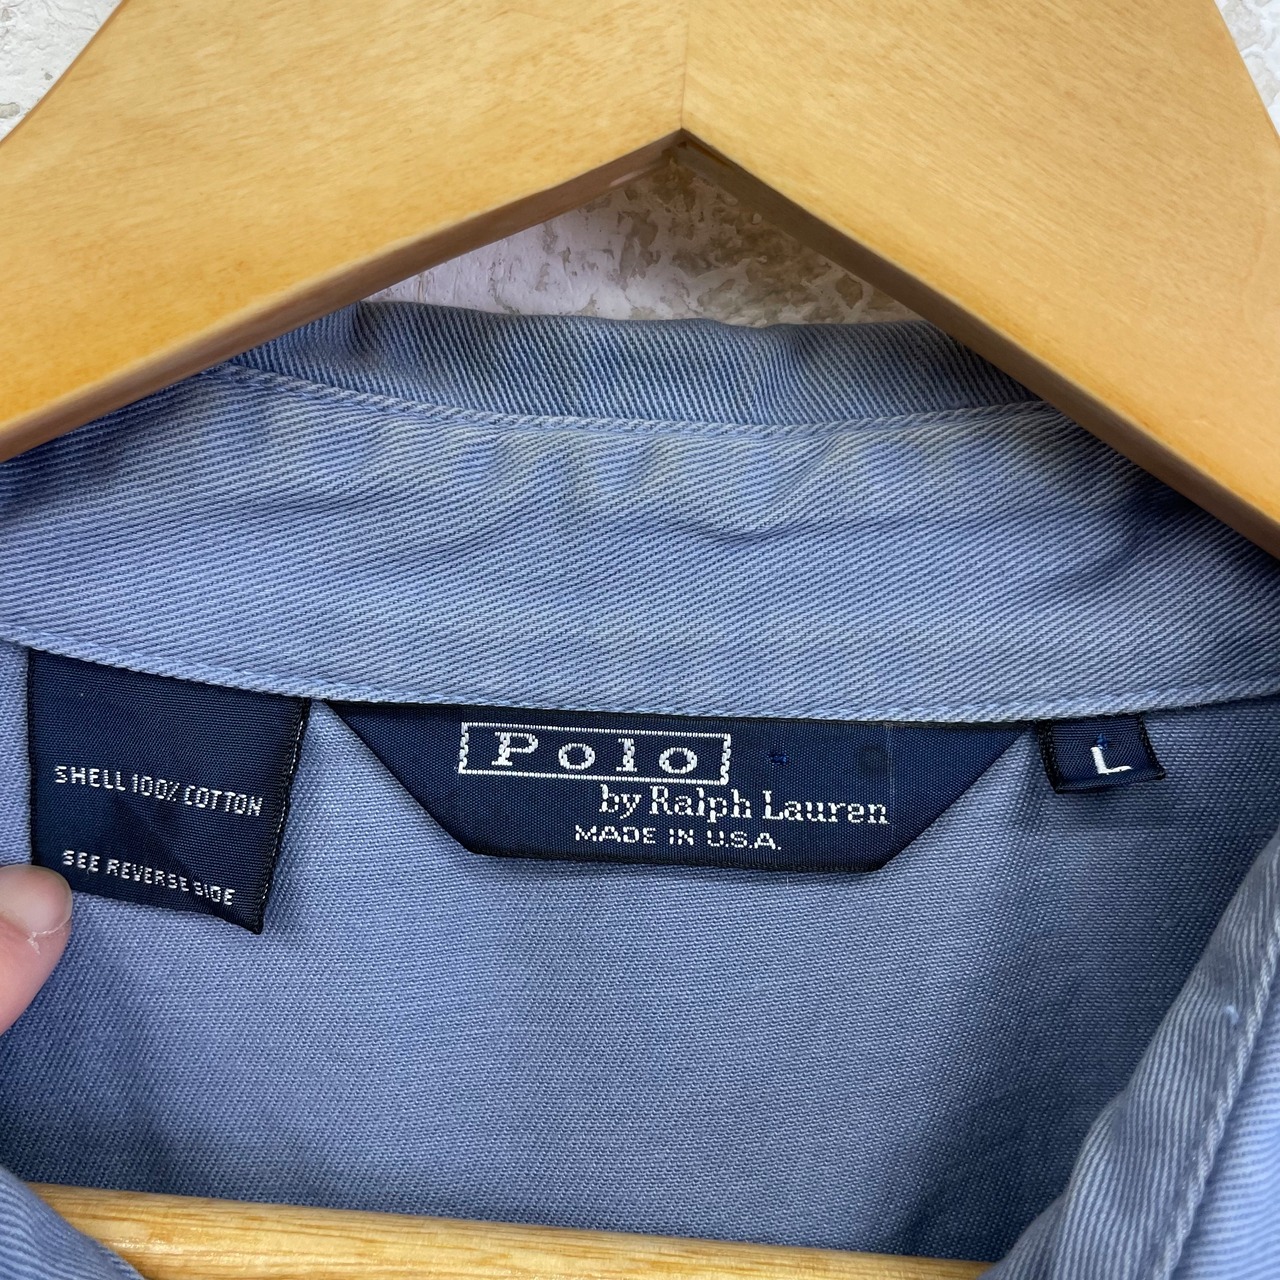 SHELL 100% COTTON
SEE REVERSE SIDE
Polo
by Ralph Lauren
MADE IN U.S.A.
L